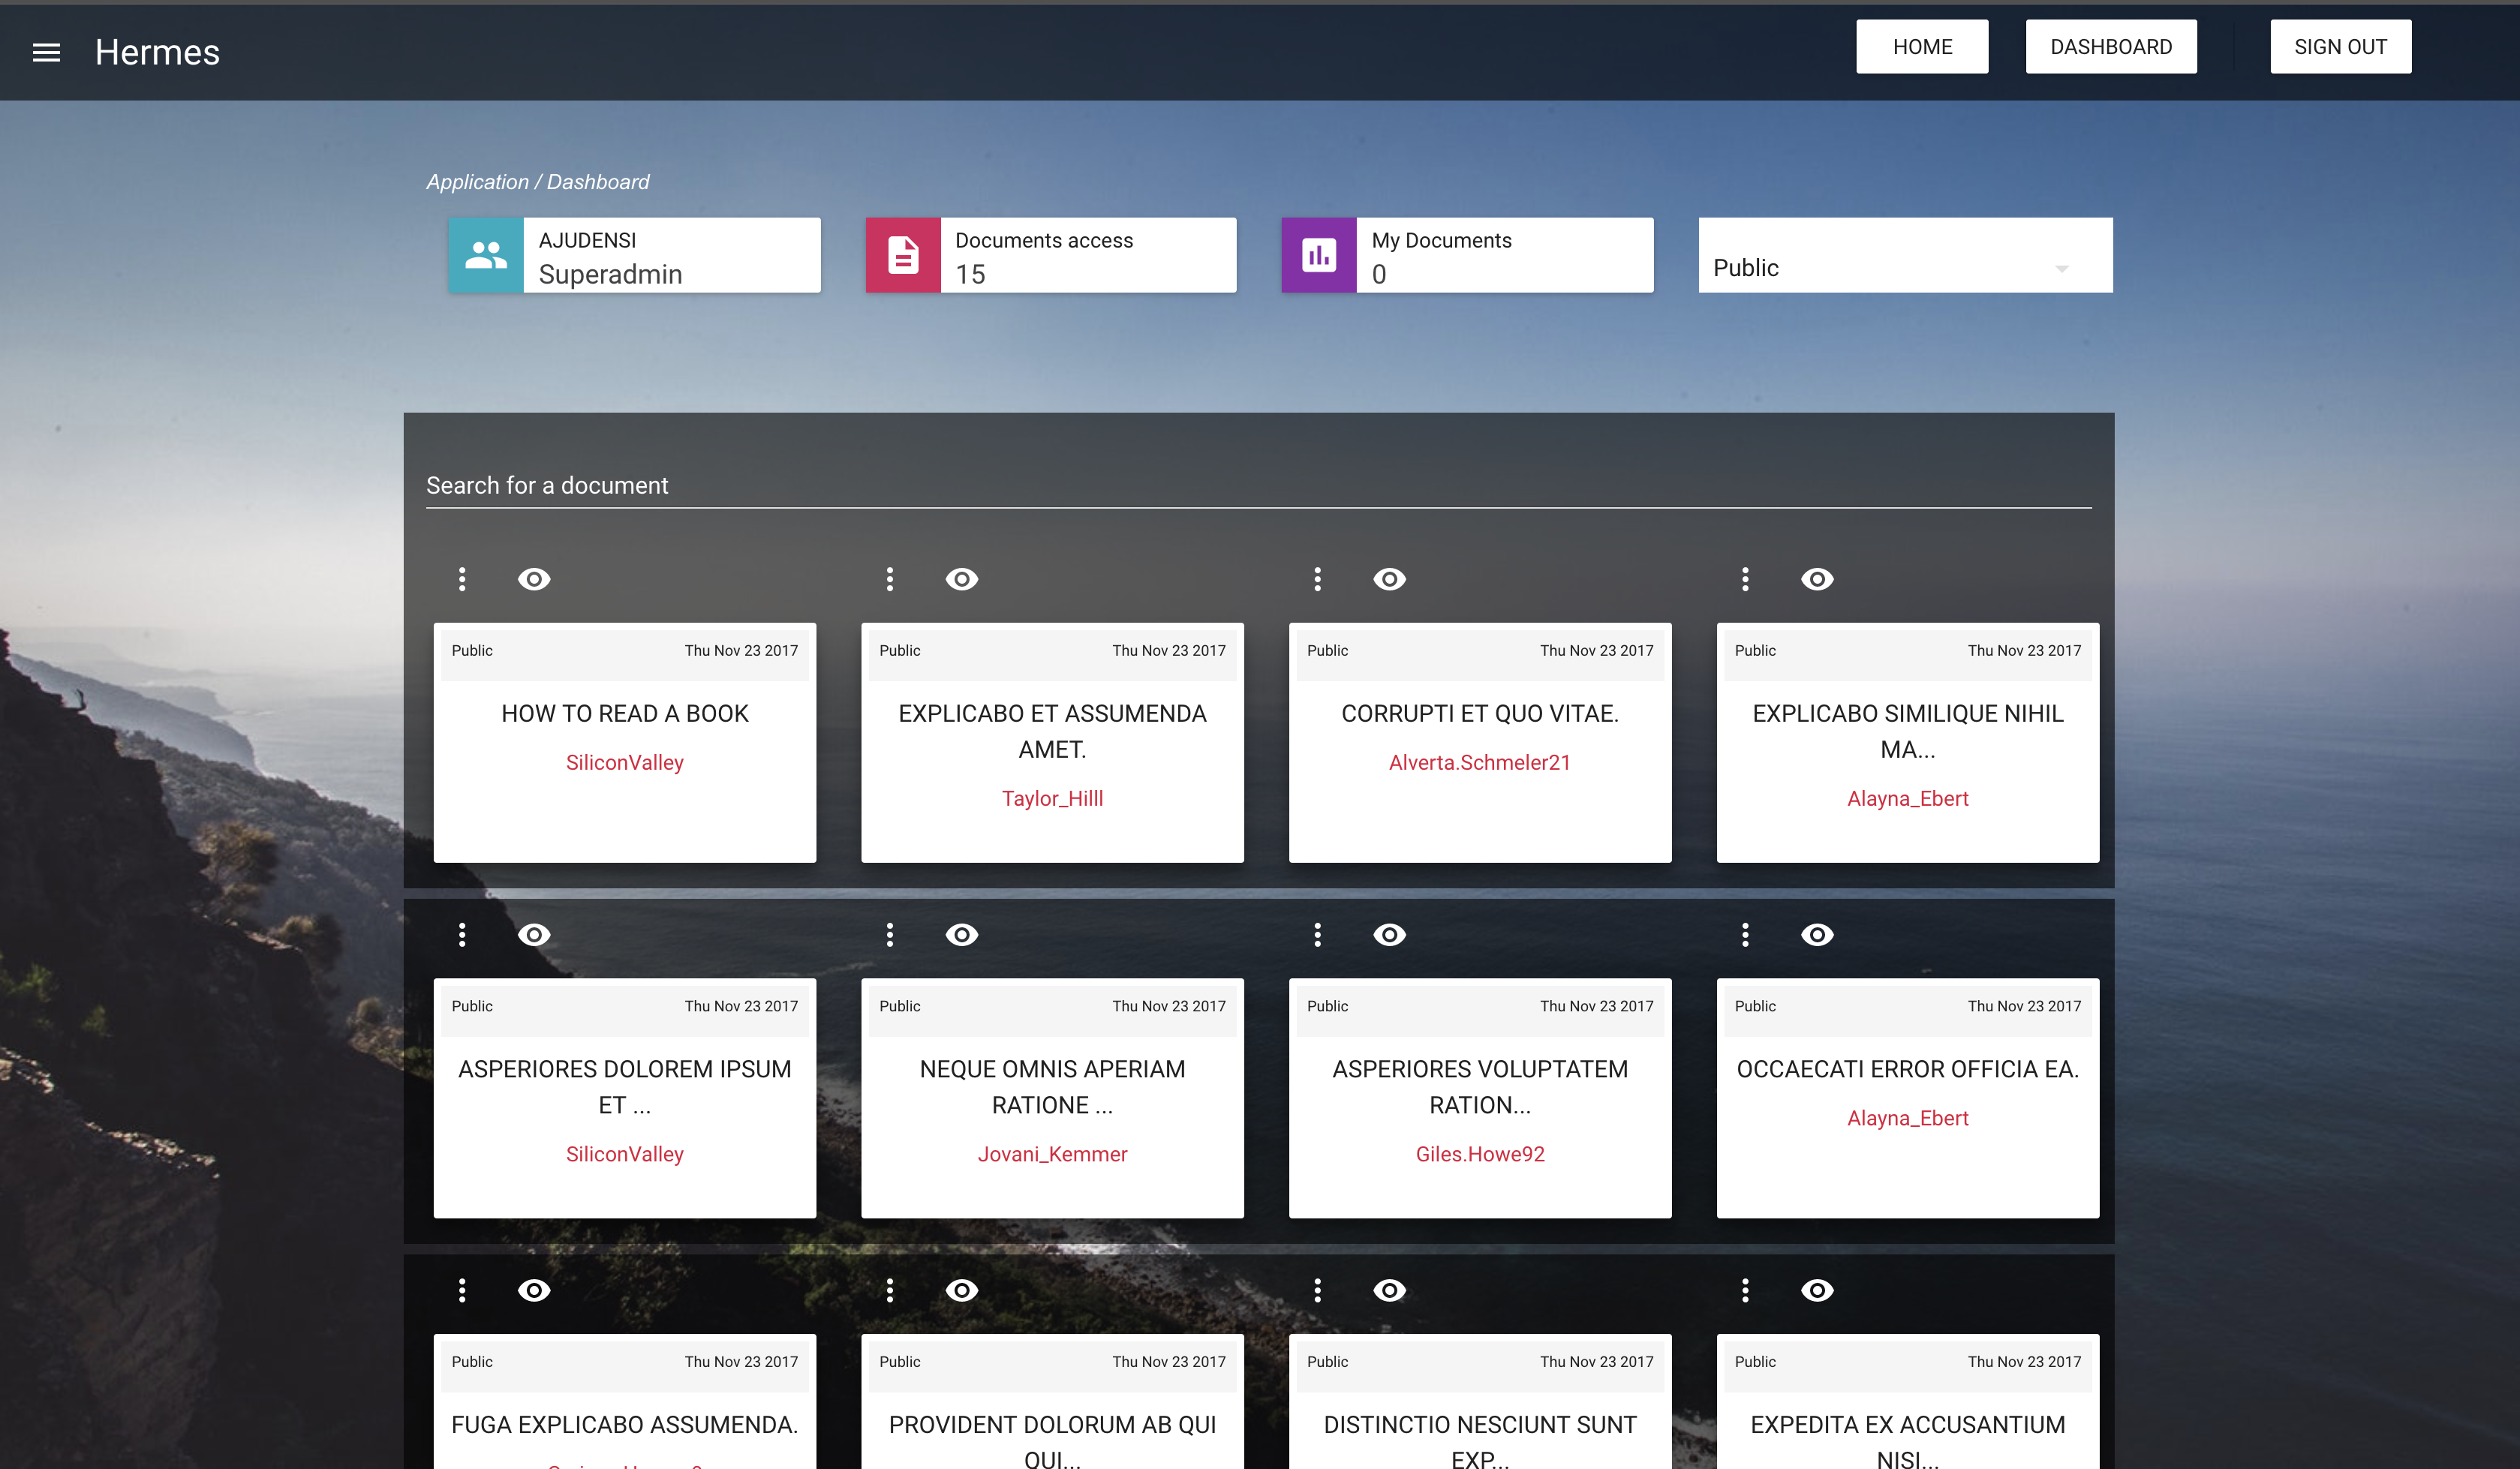 Hermes
HOME
DASHBOARD
SIGN OUT
Application / Dashboard
AJUDENSI
Superadmin
Documents access
15
My Documents
0
Public
Search for a document
Public Thu Nov 23 2017
HOW TO READ A BOOK
SiliconValley
Public Thu Nov 23 2017
EXPLICABO ET ASSUMENDA
AMET.
Taylor_Hilll
Public Thu Nov 23 2017
CORRUPTI ET QUO VITAE.
Alverta.Schmeler21
Public Thu Nov 23 2017
EXPLICABO SIMILIQUE NIHIL
MA...
Alayna_Ebert
Public Thu Nov 23 2017
ASPERIORES DOLOREM IPSUM
ET ...
SiliconValley
Public Thu Nov 23 2017
NEQUE OMNIS APERIAM
RATIONE ...
Jovani_Kemmer
Public Thu Nov 23 2017
ASPERIORES VOLUPTATEM
RATION...
Giles.Howe92
Public Thu Nov 23 2017
OCCAECATI ERROR OFFICIA EA.
Alayna_Ebert
Public Thu Nov 23 2017
FUGA EXPLICABO ASSUMENDA.
Public Thu Nov 23 2017
PROVIDENT DOLORUM AB QUI
QUI...
Public Thu Nov 23 2017
DISTINCTIO NESCIUNT SUNT
EXP...
Public Thu Nov 23 2017
EXPEDITA EX ACCUSANTIUM
NISI...